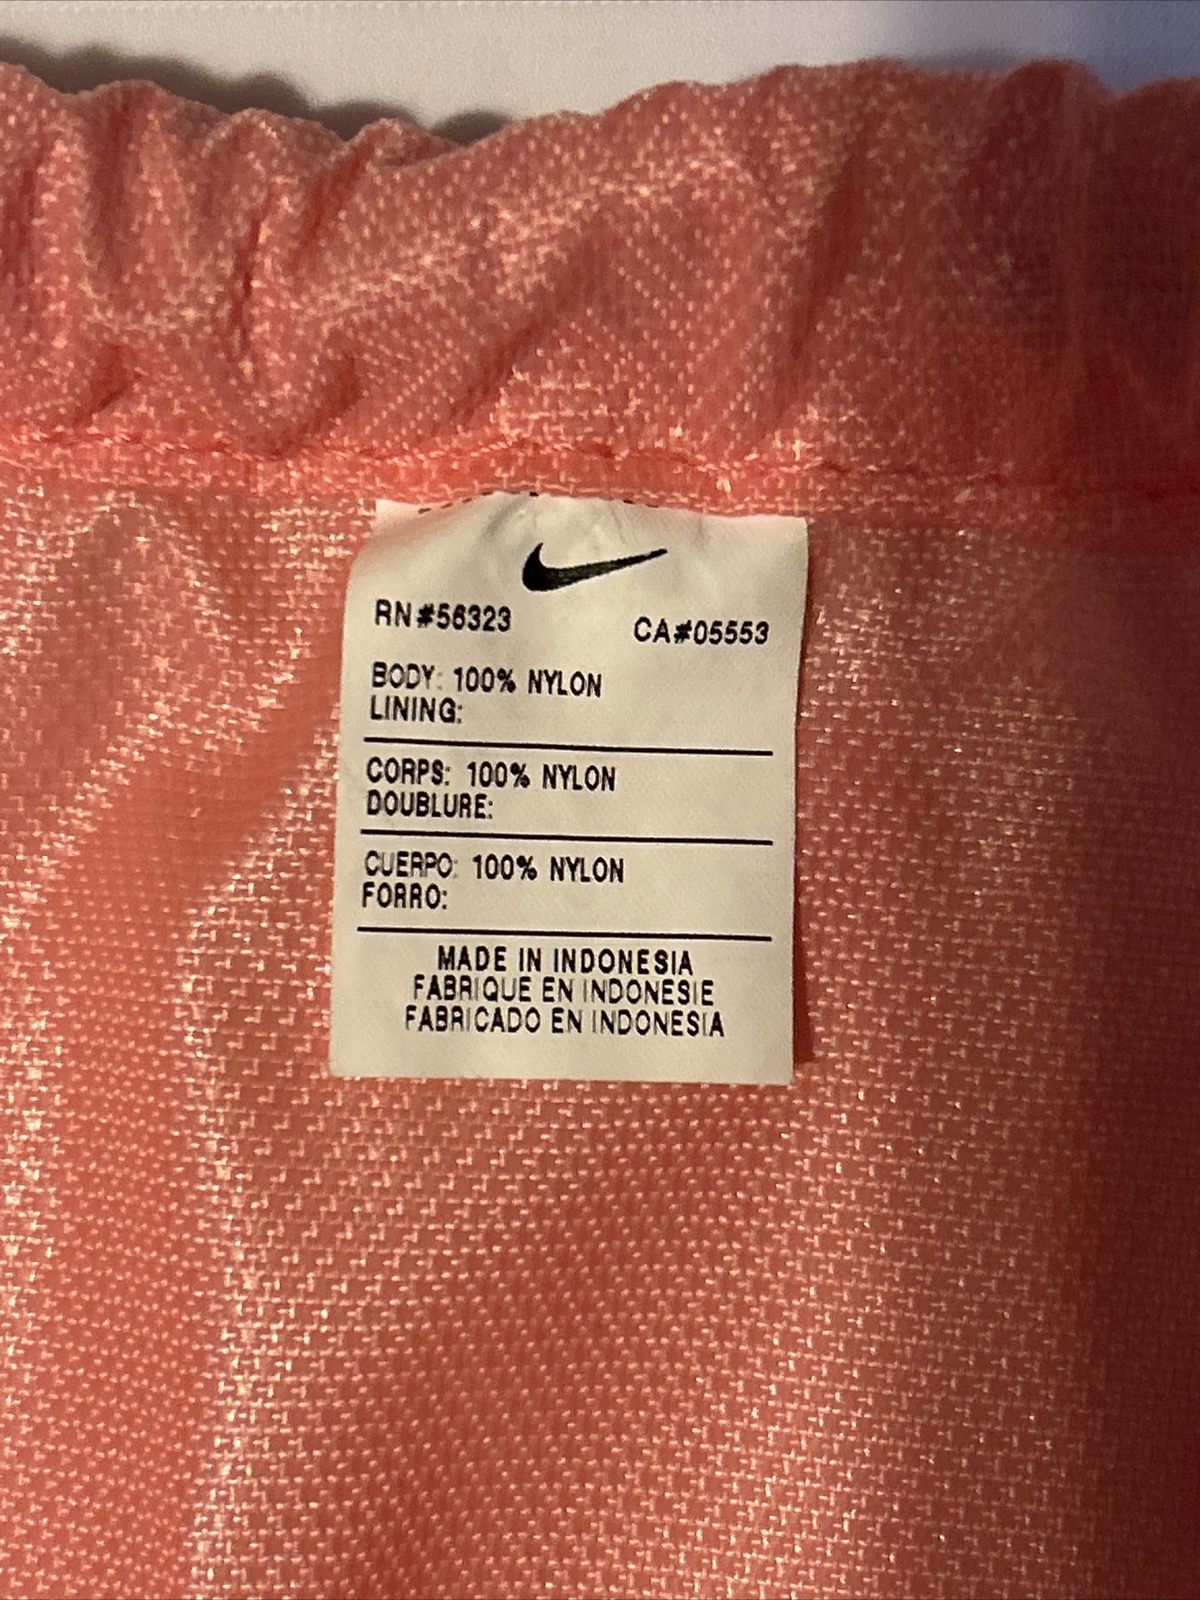 RN#56323 CA#05553
BODY: 100% NYLON
LINING:
CORPS: 100% NYLON
DOUBLURE:
CUERPO: 100% NYLON
FORRO:
MADE IN INDONESIA
FABRIQUE EN INDONESIE
FABRICADO EN INDONESIA